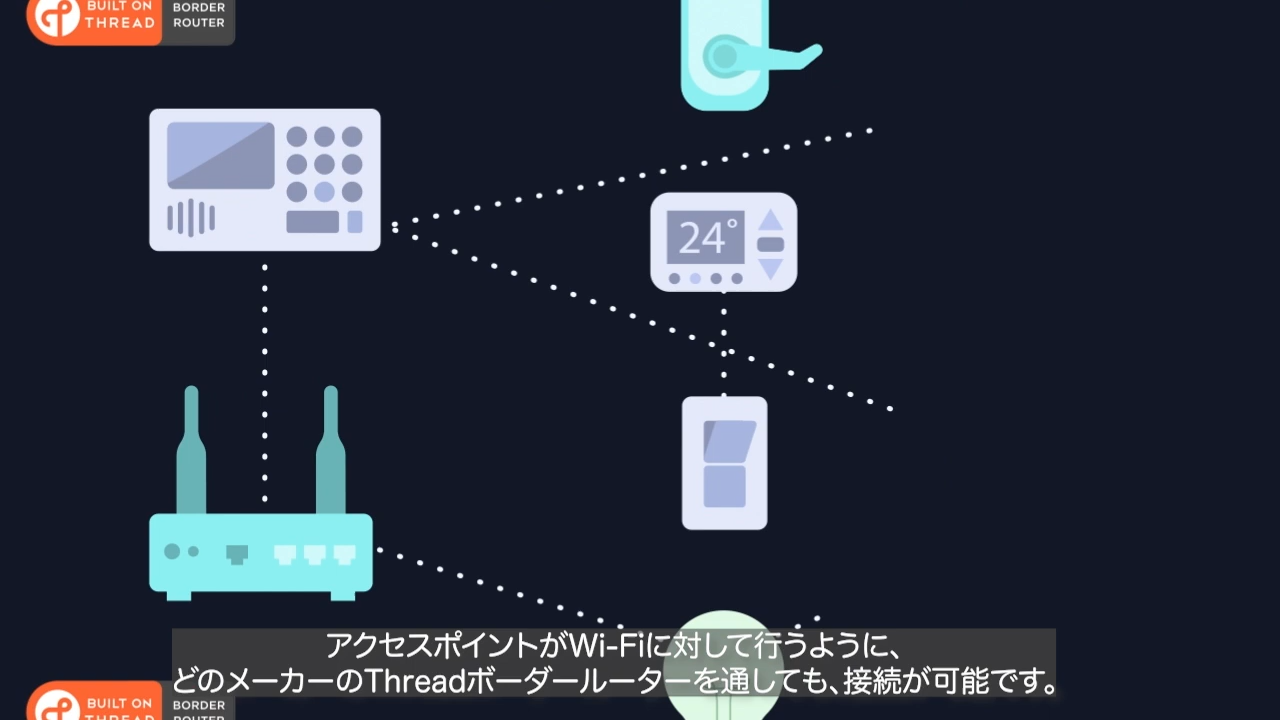 BUILT ON
THREAD
BORDER
ROUTER
24°
アクセスポイントがWi-Fiに対して行うように、
どのメーカーのThreadボーダールーターを通しても、接続が可能です。
BUILT ON
THREAD
BORDER
ROUTER